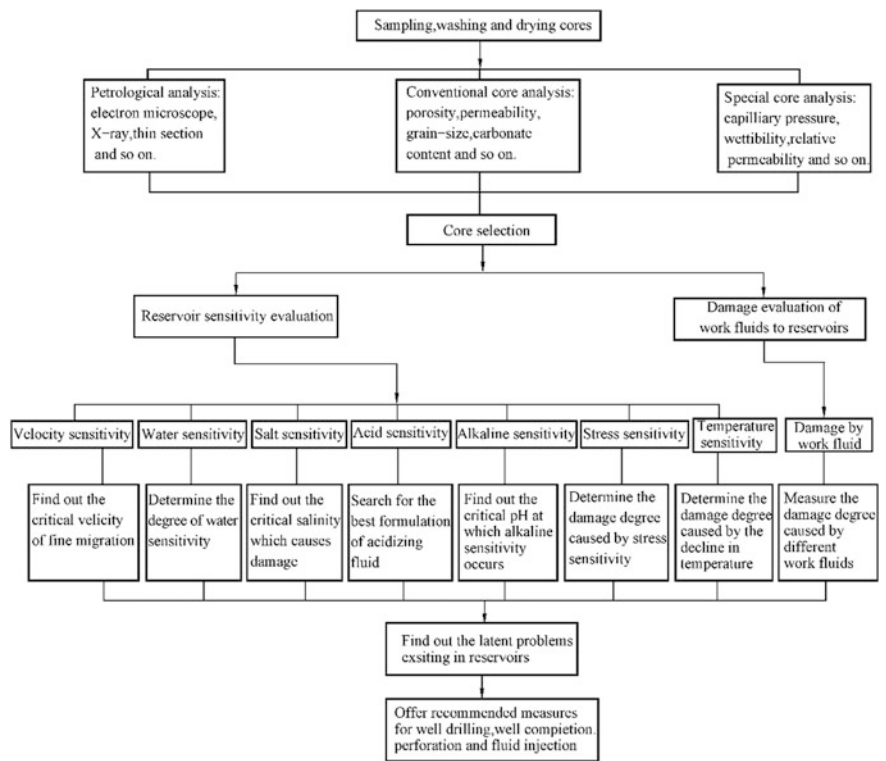 Sampling,washing and drying cores
Petrological analysis:
electron microscope,
X-ray,thin section
and so on.
Conventional core analysis:
porosity,permeability,
grain-size,carbonate
content and so on.
Special core analysis:
capilliary pressure,
wettibility,relative
permeability and so on.
Core selection
Reservoir sensitivity evaluation
Damage evaluation of
work fluids to reservoirs
Velocity sensitivity
Water sensitivity
Salt sensitivity
Acid sensitivity
Alkaline sensitivity
Stress sensitivity
Temperature
sensitivity
Damage by
work fluid
Find out the
critical velicity
of fine migration
Determine the
degree of water
sensitivity
Find out the
critical salinity
which causes
damage
Search for the
best formulation
of acidizing
fluid
Find out the
critical pH at
which alkaline
sensitivity
occurs
Determine the
damage degree
caused by stress
sensitivity
Determine the
damage degree
caused by the
decline in
temperature
Measure the
damage degree
caused by
different
work fluids
Find out the latent problems
exsiting in reservoirs
Offer recommended measures
for well drilling,well compietion.
perforation and fluid injection